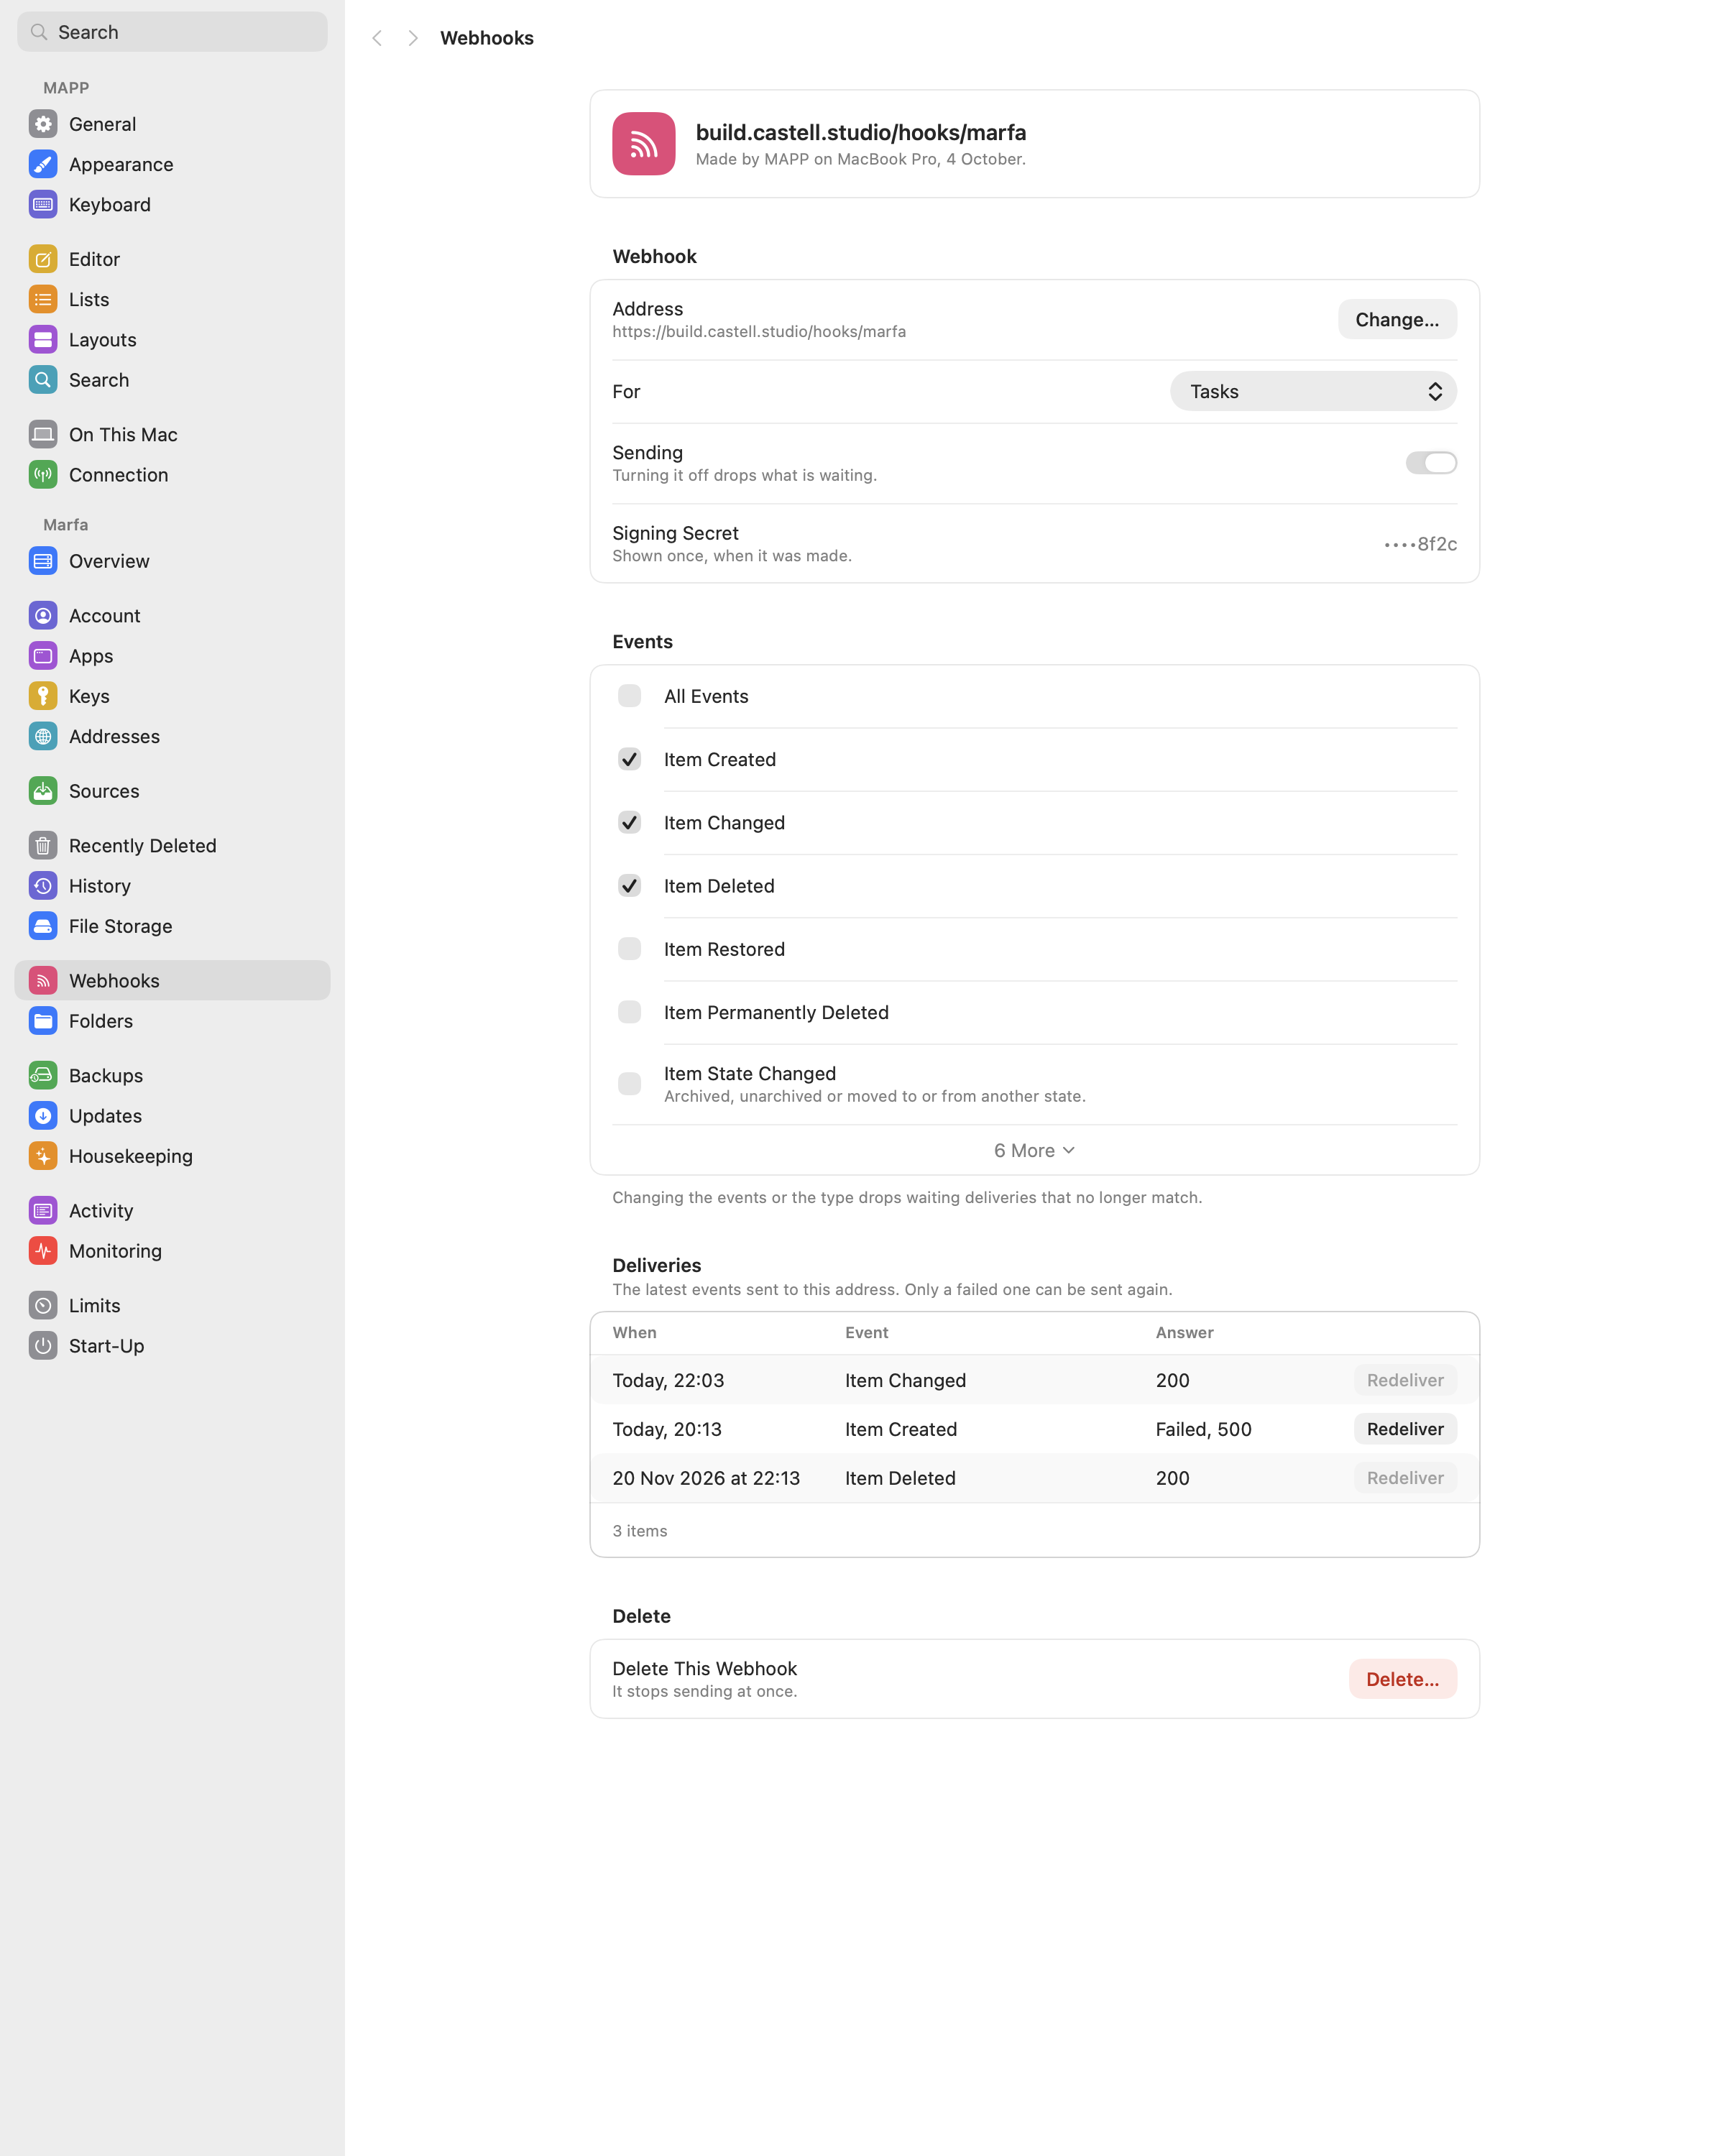 Search
MAPP
General
Appearance
Keyboard
Editor
Lists
Layouts
Search
On This Mac
Connection
Marfa
Overview
Account
Apps
Keys
Addresses
Sources
Recently Deleted
History
File Storage
Webhooks
Folders
Backups
Updates
Housekeeping
Activity
Monitoring
Limits
Start-Up
Webhooks
build.castell.studio/hooks/marfa
Made by MAPP on MacBook Pro, 4 October.
Webhook
Address
https://build.castell.studio/hooks/marfa
Change...
For
Tasks
Sending
Turning it off drops what is waiting.
Signing Secret
Shown once, when it was made.
····8f2c
Events
All Events
Item Created
Item Changed
Item Deleted
Item Restored
Item Permanently Deleted
Item State Changed
Archived, unarchived or moved to or from another state.
6 More
Changing the events or the type drops waiting deliveries that no longer match.
Deliveries
The latest events sent to this address. Only a failed one can be sent again.
When Event Answer
Today, 22:03 Item Changed 200 Redeliver
Today, 20:13 Item Created Failed, 500 Redeliver
20 Nov 2026 at 22:13 Item Deleted 200 Redeliver
3 items
Delete
Delete This Webhook
It stops sending at once.
Delete...